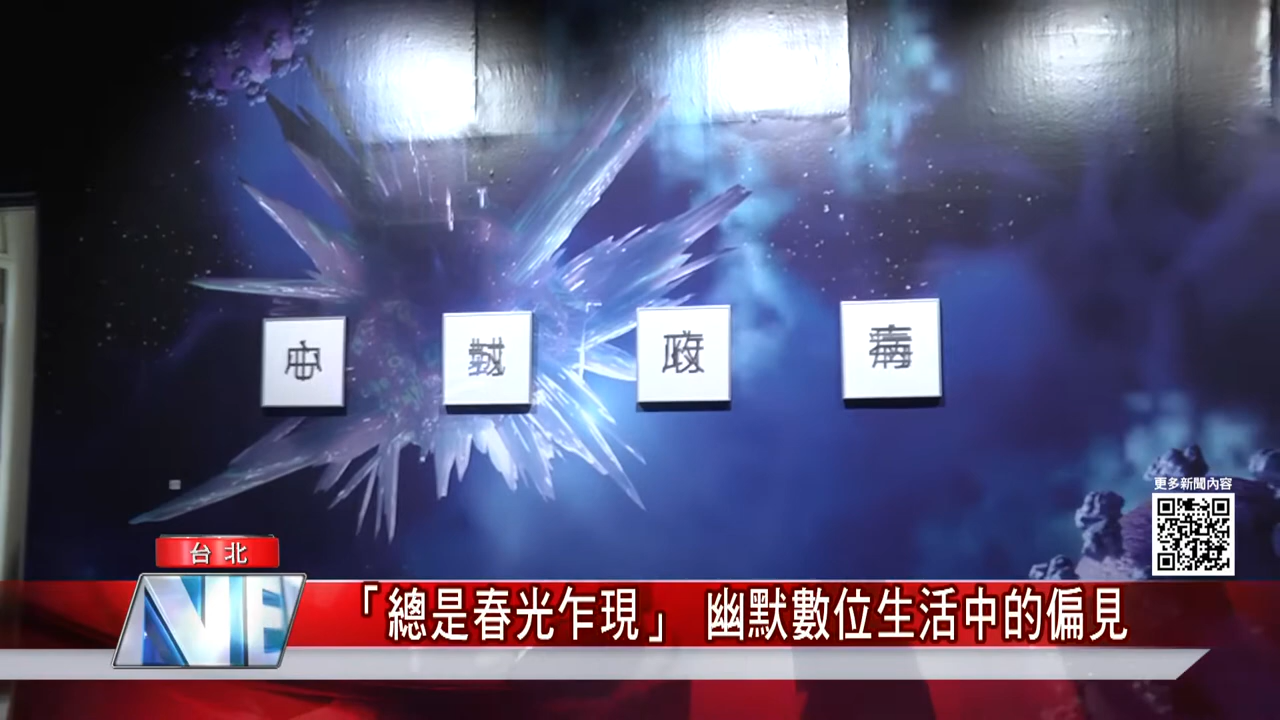 更多新聞內容
台北
「總是春光乍現」 幽默數位生活中的偏見